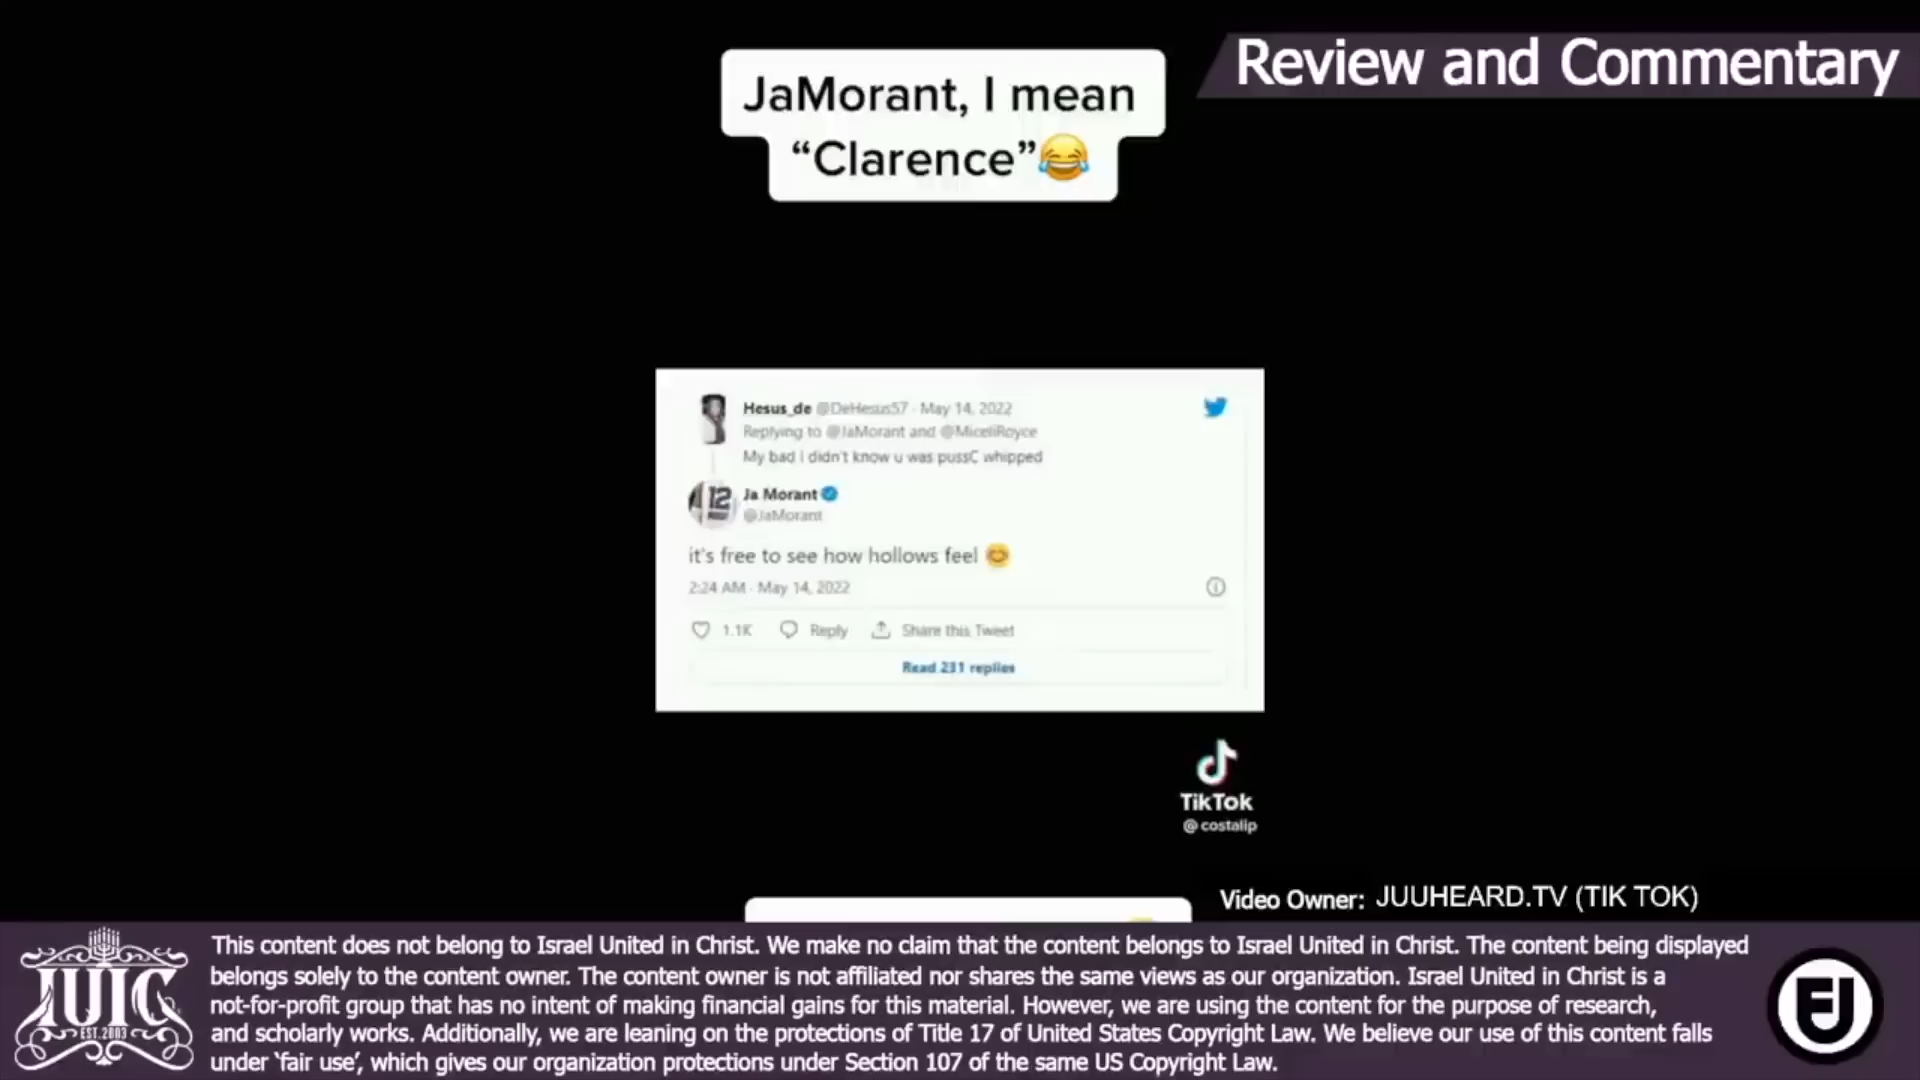 Review and Commentary
JaMorant, I mean
“Clarence”😂
Hesus_de @DeHesus57 · May 14, 2022
Replying to @JaMorant and @MiceliRoyce
My bad I didn't know u was pussC whipped
12
Ja Morant
@JaMorant
it's free to see how hollows feel 😊
2:24 AM · May 14, 2022
1.1K Reply Share this Tweet
Read 231 replies
TikTok
@costalip
Video Owner: JUUHEARD.TV (TIK TOK)
IUIC
EST. 2003
This content does not belong to Israel United in Christ. We make no claim that the content belongs to Israel United in Christ. The content being displayed
belongs solely to the content owner. The content owner is not affiliated nor shares the same views as our organization. Israel United in Christ is a
not-for-profit group that has no intent of making financial gains for this material. However, we are using the content for the purpose of research,
and scholarly works. Additionally, we are leaning on the protections of Title 17 of United States Copyright Law. We believe our use of this content falls
under ‘fair use’, which gives our organization protections under Section 107 of the same US Copyright Law.